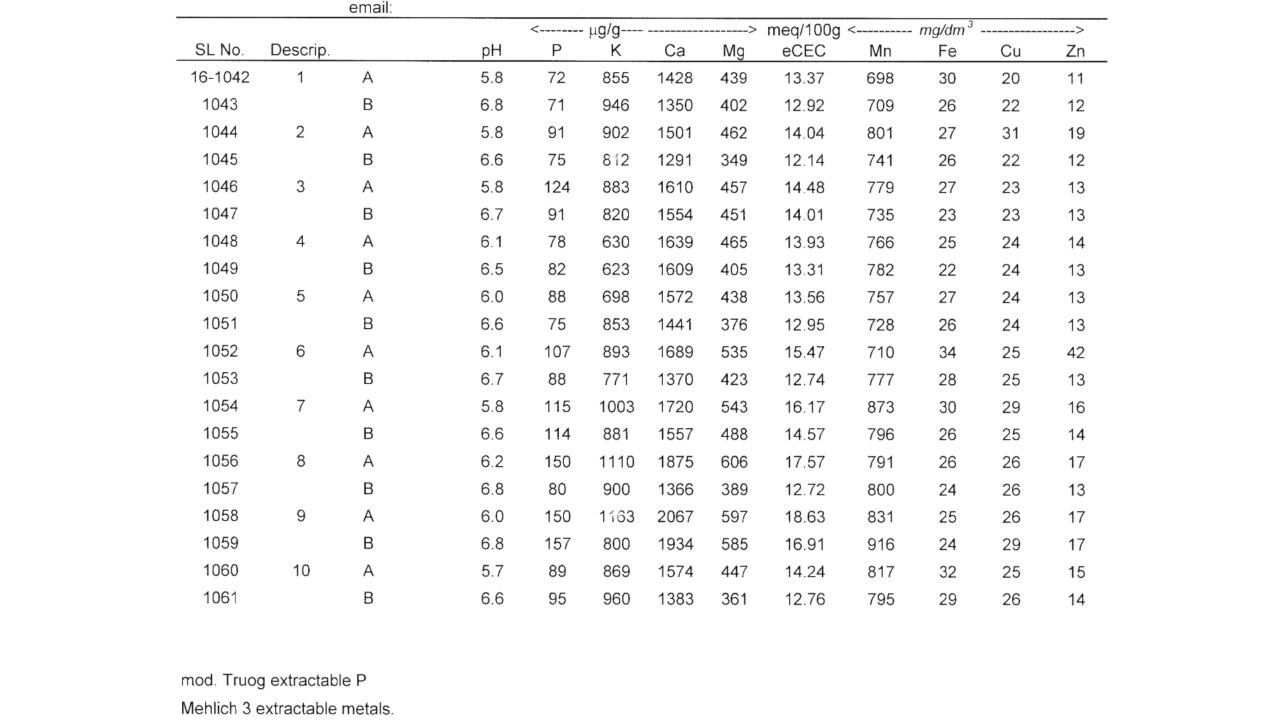 email:
<-------- µg/g---- ------------------> meq/100g <---------- mg/dm³ ----------------->
SL No. Descrip. pH P K Ca Mg eCEC Mn Fe Cu Zn
16-1042 1 A 5.8 72 855 1428 439 13.37 698 30 20 11
1043 B 6.8 71 946 1350 402 12.92 709 26 22 12
1044 2 A 5.8 91 902 1501 462 14.04 801 27 31 19
1045 B 6.6 75 812 1291 349 12.14 741 26 22 12
1046 3 A 5.8 124 883 1610 457 14.48 779 27 23 13
1047 B 6.7 91 820 1554 451 14.01 735 23 23 13
1048 4 A 6.1 78 630 1639 465 13.93 766 25 24 14
1049 B 6.5 82 623 1609 405 13.31 782 22 24 13
1050 5 A 6.0 88 698 1572 438 13.56 757 27 24 13
1051 B 6.6 75 853 1441 376 12.95 728 26 24 13
1052 6 A 6.1 107 893 1689 535 15.47 710 34 25 42
1053 B 6.7 88 771 1370 423 12.74 777 28 25 13
1054 7 A 5.8 115 1003 1720 543 16.17 873 30 29 16
1055 B 6.6 114 881 1557 488 14.57 796 26 25 14
1056 8 A 6.2 150 1110 1875 606 17.57 791 26 26 17
1057 B 6.8 80 900 1366 389 12.72 800 24 26 13
1058 9 A 6.0 150 1163 2067 597 18.63 831 25 26 17
1059 B 6.8 157 800 1934 585 16.91 916 24 29 17
1060 10 A 5.7 89 869 1574 447 14.24 817 32 25 15
1061 B 6.6 95 960 1383 361 12.76 795 29 26 14
mod. Truog extractable P
Mehlich 3 extractable metals.